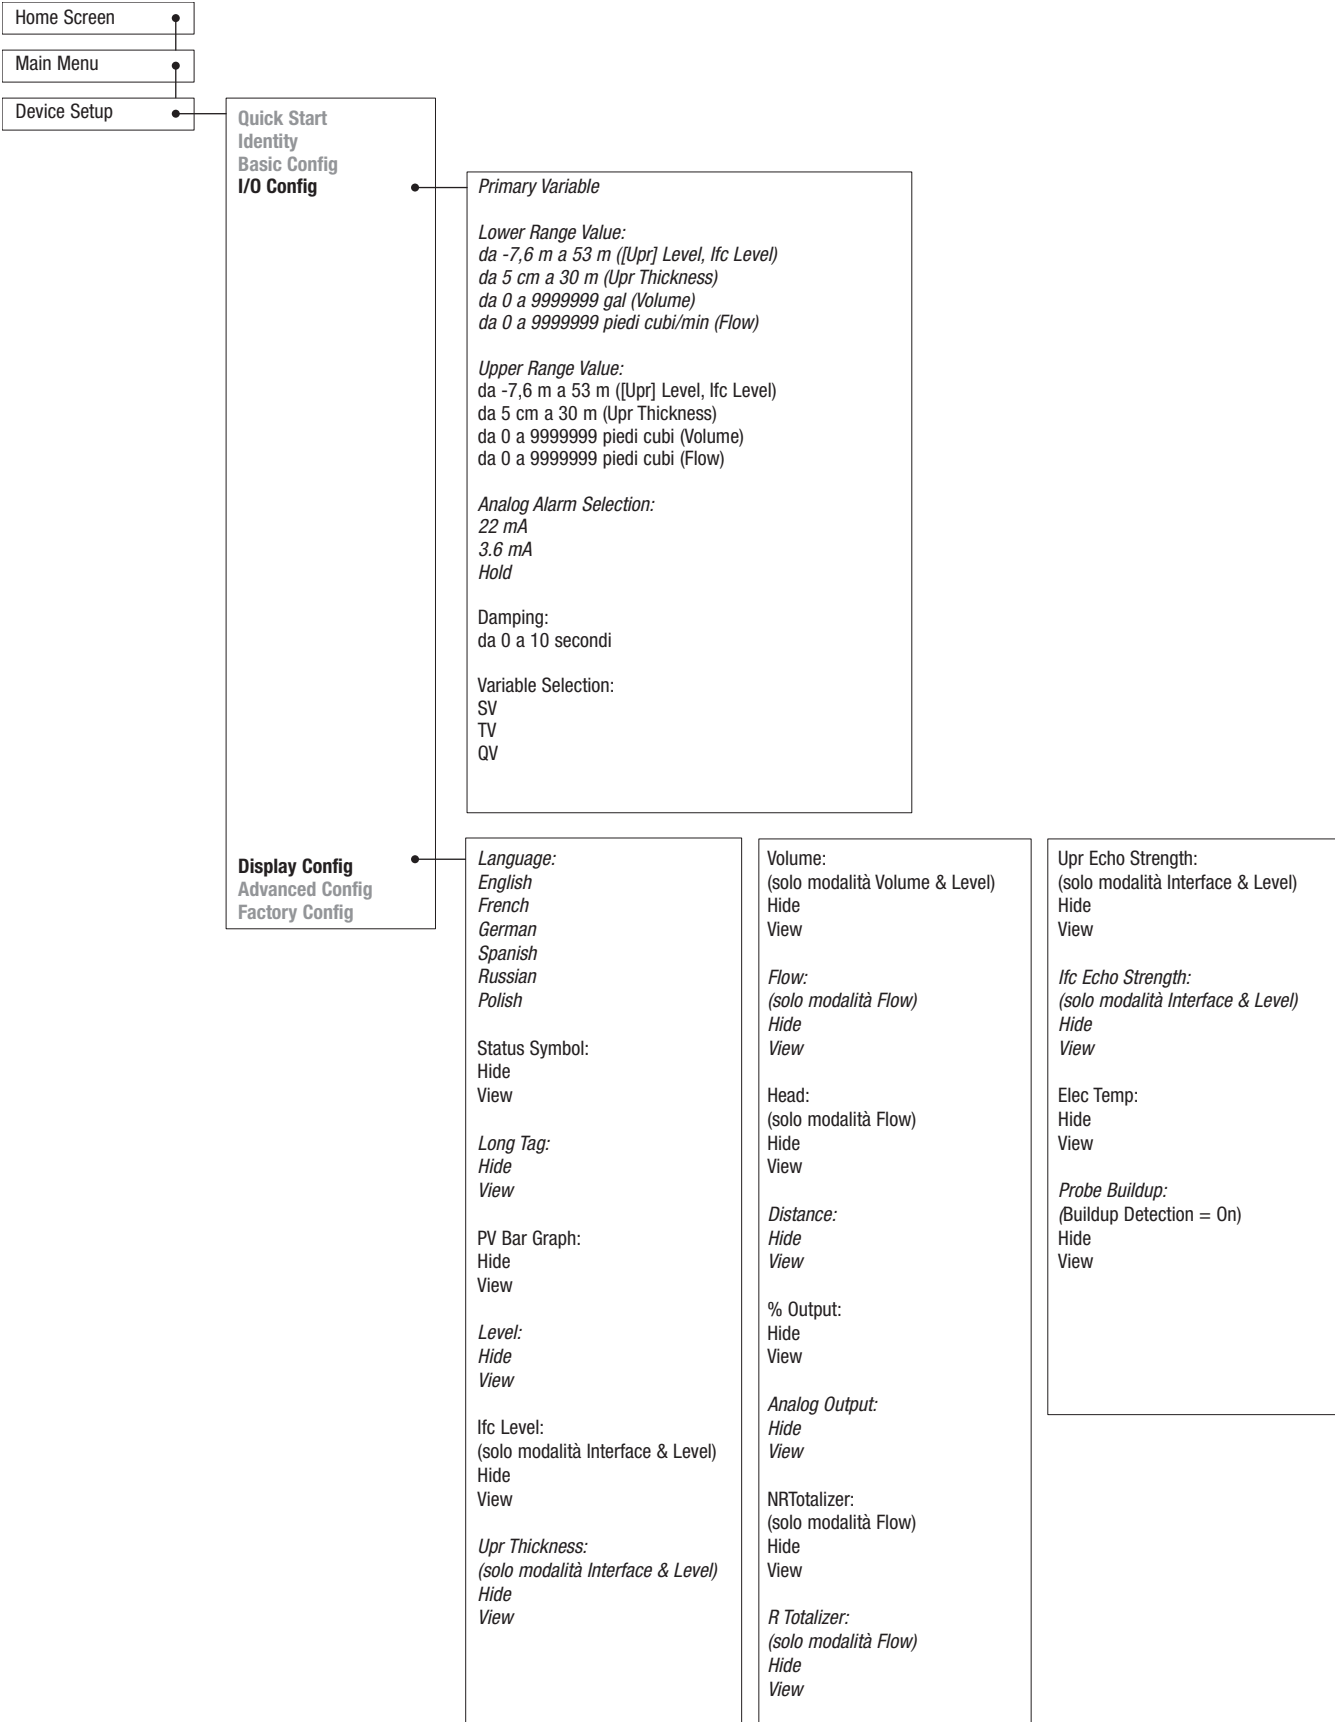 Home Screen
Main Menu
Device Setup
Quick Start
Identity
Basic Config
I/O Config
Primary Variable
Lower Range Value:
da -7,6 m a 53 m ([Upr] Level, Ifc Level)
da 5 cm a 30 m (Upr Thickness)
da 0 a 9999999 gal (Volume)
da 0 a 9999999 piedi cubi/min (Flow)
Upper Range Value:
da -7,6 m a 53 m ([Upr] Level, Ifc Level)
da 5 cm a 30 m (Upr Thickness)
da 0 a 9999999 piedi cubi (Volume)
da 0 a 9999999 piedi cubi (Flow)
Analog Alarm Selection:
22 mA
3.6 mA
Hold
Damping:
da 0 a 10 secondi
Variable Selection:
SV
TV
QV
Display Config
Advanced Config
Factory Config
Language:
English
French
German
Spanish
Russian
Polish
Status Symbol:
Hide
View
Long Tag:
Hide
View
PV Bar Graph:
Hide
View
Level:
Hide
View
Ifc Level:
(solo modalità Interface & Level)
Hide
View
Upr Thickness:
(solo modalità Interface & Level)
Hide
View
Volume:
(solo modalità Volume & Level)
Hide
View
Flow:
(solo modalità Flow)
Hide
View
Head:
(solo modalità Flow)
Hide
View
Distance:
Hide
View
% Output:
Hide
View
Analog Output:
Hide
View
NRTotalizer:
(solo modalità Flow)
Hide
View
R Totalizer:
(solo modalità Flow)
Hide
View
Upr Echo Strength:
(solo modalità Interface & Level)
Hide
View
Ifc Echo Strength:
(solo modalità Interface & Level)
Hide
View
Elec Temp:
Hide
View
Probe Buildup:
(Buildup Detection = On)
Hide
View